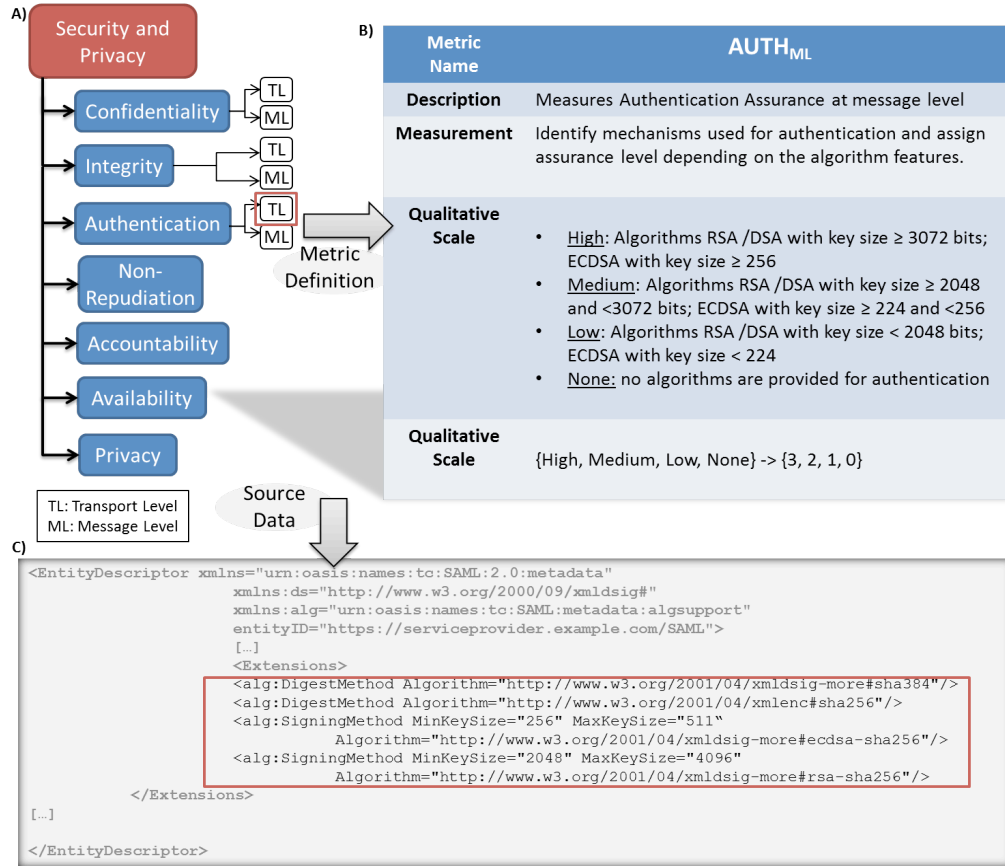 A)
Security and
Privacy
Confidentiality
TL
ML
Integrity
TL
ML
Authentication
TL
ML
Non-
Repudiation
Accountability
Availability
Privacy
TL: Transport Level
ML: Message Level
Metric
Definition
Source
Data
B)
Metric
Name
AUTHML
Description
Measures Authentication Assurance at message level
Measurement
Identify mechanisms used for authentication and assign
assurance level depending on the algorithm features.
Qualitative
Scale
• High: Algorithms RSA /DSA with key size ≥ 3072 bits;
ECDSA with key size ≥ 256
• Medium: Algorithms RSA /DSA with key size ≥ 2048
and <3072 bits; ECDSA with key size ≥ 224 and <256
• Low: Algorithms RSA /DSA with key size < 2048 bits;
ECDSA with key size < 224
• None: no algorithms are provided for authentication
Qualitative
Scale
{High, Medium, Low, None} -> {3, 2, 1, 0}
C)
<EntityDescriptor xmlns="urn:oasis:names:tc:SAML:2.0:metadata"
xmlns:ds="http://www.w3.org/2000/09/xmldsig#"
xmlns:alg="urn:oasis:names:tc:SAML:metadata:algsupport"
entityID="https://serviceprovider.example.com/SAML">
[…]
<Extensions>
<alg:DigestMethod Algorithm="http://www.w3.org/2001/04/xmldsig-more#sha384"/>
<alg:DigestMethod Algorithm="http://www.w3.org/2001/04/xmlenc#sha256"/>
<alg:SigningMethod MinKeySize="256" MaxKeySize="511“
Algorithm="http://www.w3.org/2001/04/xmldsig-more#ecdsa-sha256"/>
<alg:SigningMethod MinKeySize="2048" MaxKeySize="4096"
Algorithm="http://www.w3.org/2001/04/xmldsig-more#rsa-sha256"/>
</Extensions>
[…]
</EntityDescriptor>